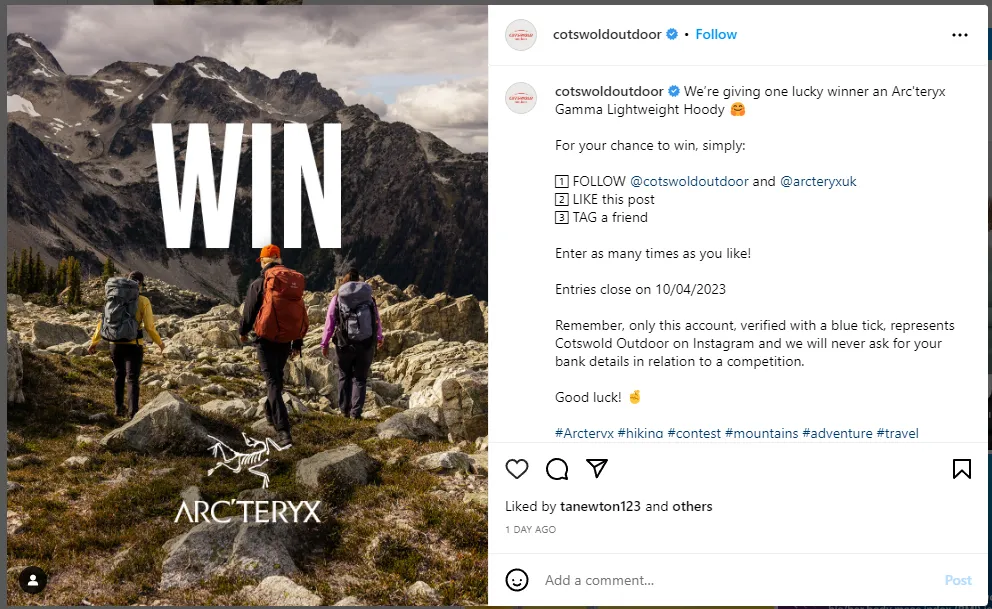 WIN
ARC'TERYX
cotswoldoutdoor • Follow
cotswoldoutdoor We're giving one lucky winner an Arc'teryx
Gamma Lightweight Hoody 🤗
For your chance to win, simply:
1 FOLLOW @cotswoldoutdoor and @arcteryxuk
2 LIKE this post
3 TAG a friend
Enter as many times as you like!
Entries close on 10/04/2023
Remember, only this account, verified with a blue tick, represents
Cotswold Outdoor on Instagram and we will never ask for your
bank details in relation to a competition.
Good luck! 🤞
#Arcteryx #hiking #contest #mountains #adventure #travel
Liked by tanewton123 and others
1 DAY AGO
Add a comment...
Post